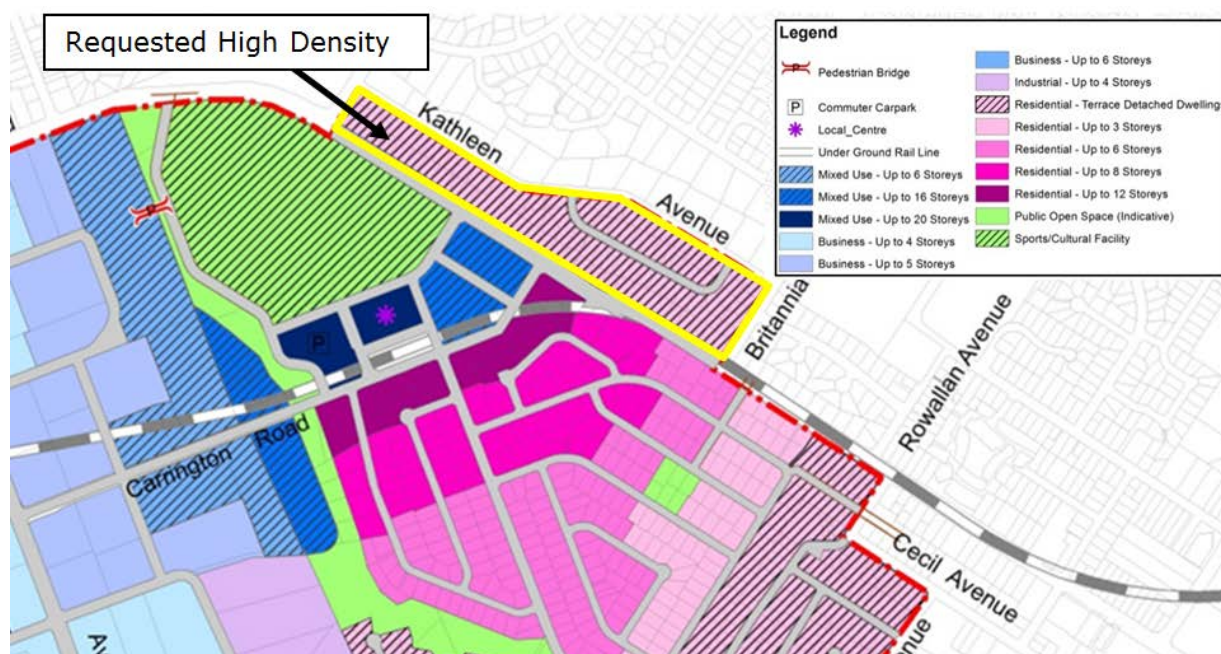 Requested High Density
Legend
Pedestrian Bridge
P
Commuter Carpark
Local_Centre
Under Ground Rail Line
Mixed Use - Up to 6 Storeys
Mixed Use - Up to 16 Storeys
Mixed Use - Up to 20 Storeys
Business - Up to 4 Storeys
Business - Up to 5 Storeys
Business - Up to 6 Storeys
Industrial - Up to 4 Storeys
Residential - Terrace Detached Dwelling
Residential - Up to 3 Storeys
Residential - Up to 6 Storeys
Residential - Up to 8 Storeys
Residential - Up to 12 Storeys
Public Open Space (Indicative)
Sports/Cultural Facility
Kathleen
Avenue
Britannia
Rowallan Avenue
P
P
Carrington Road
Cecil Avenue